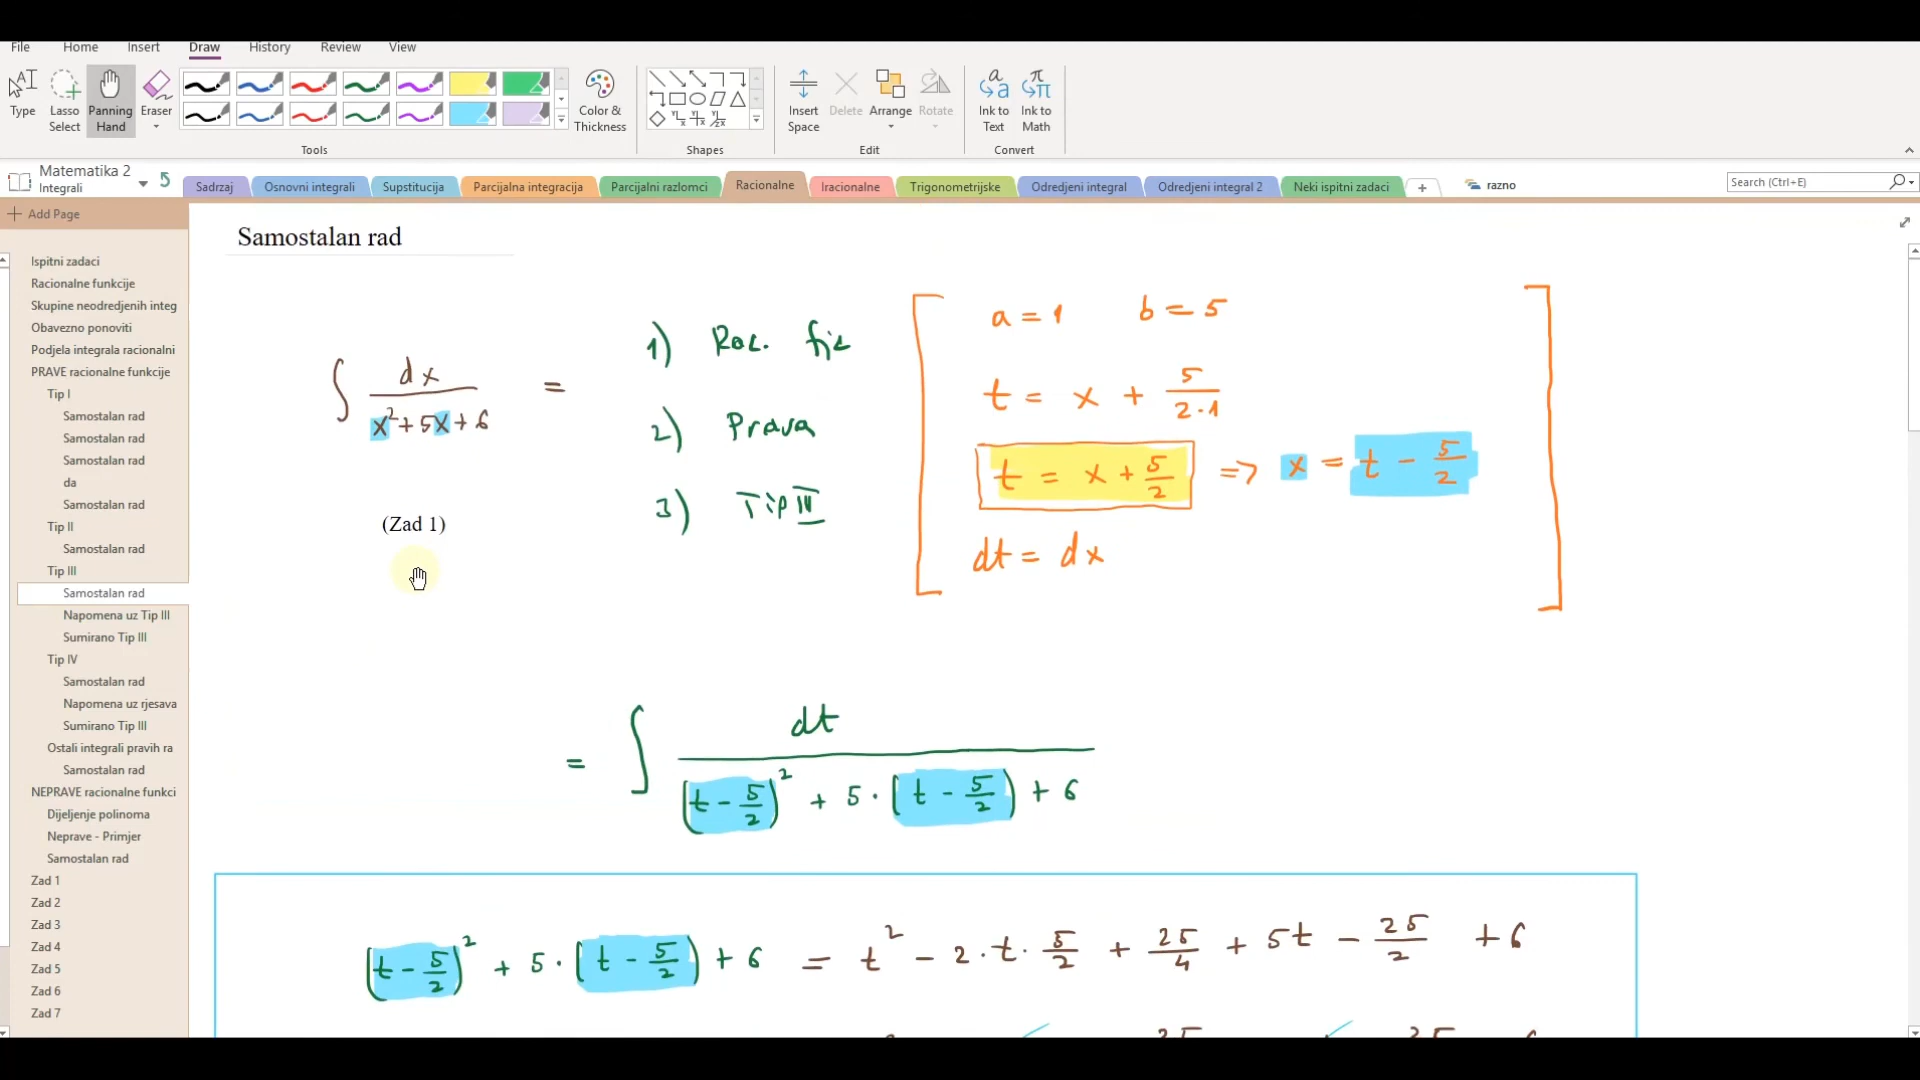 File Home Insert Draw History Review View
Type Lasso Select Panning Hand Eraser Color & Thickness Insert Space Delete Arrange Rotate Ink to Text Ink to Math
Tools Shapes Edit Convert
Matematika 2
Integrali
Sadrzaj Osnovni integrali Supstitucija Parcijalna integracija Parcijalni razlomci Racionalne Iracionalne Trigonometrijske Odredjeni integral Odredjeni integral 2 Neki ispitni zadaci + razno Search (Ctrl+E)
+ Add Page
Ispitni zadaci
Racionalne funkcije
Skupine neodredjenih integ
Obavezno ponoviti
Podjela integrala racionalni
PRAVE racionalne funkcije
Tip I
Samostalan rad
Samostalan rad
Samostalan rad
da
Samostalan rad
Tip II
Samostalan rad
Tip III
Samostalan rad
Napomena uz Tip III
Sumirano Tip III
Tip IV
Samostalan rad
Napomena uz rjesava
Sumirano Tip III
Ostali integrali pravih ra
Samostalan rad
NEPRAVE racionalne funkci
Dijeljenje polinoma
Neprave - Primjer
Samostalan rad
Zad 1
Zad 2
Zad 3
Zad 4
Zad 5
Zad 6
Zad 7
Samostalan rad
∫ dx / (x² + 5x + 6) =
(Zad 1)
1) Rac. fje
2) Prava
3) Tip III
a = 1 b = 5
t = x + 5/(2·1)
t = x + 5/2 => x = t - 5/2
dt = dx
= ∫ dt / ((t - 5/2)² + 5·(t - 5/2) + 6)
(t - 5/2)² + 5·(t - 5/2) + 6 = t² - 2·t·5/2 + 25/4 + 5t - 25/2 + 6